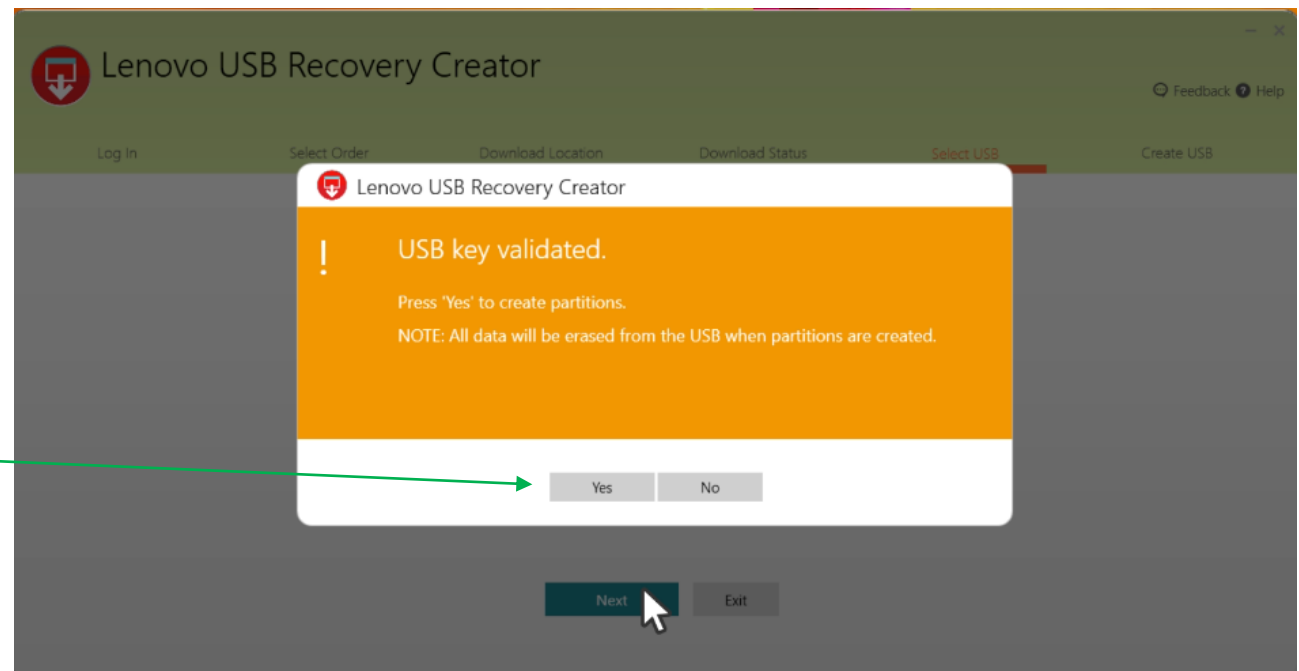 Lenovo USB Recovery Creator
Feedback Help
Log In Select Order Download Location Download Status Select USB Create USB
Lenovo USB Recovery Creator
! USB key validated.
Press 'Yes' to create partitions.
NOTE: All data will be erased from the USB when partitions are created.
Yes No
Next Exit